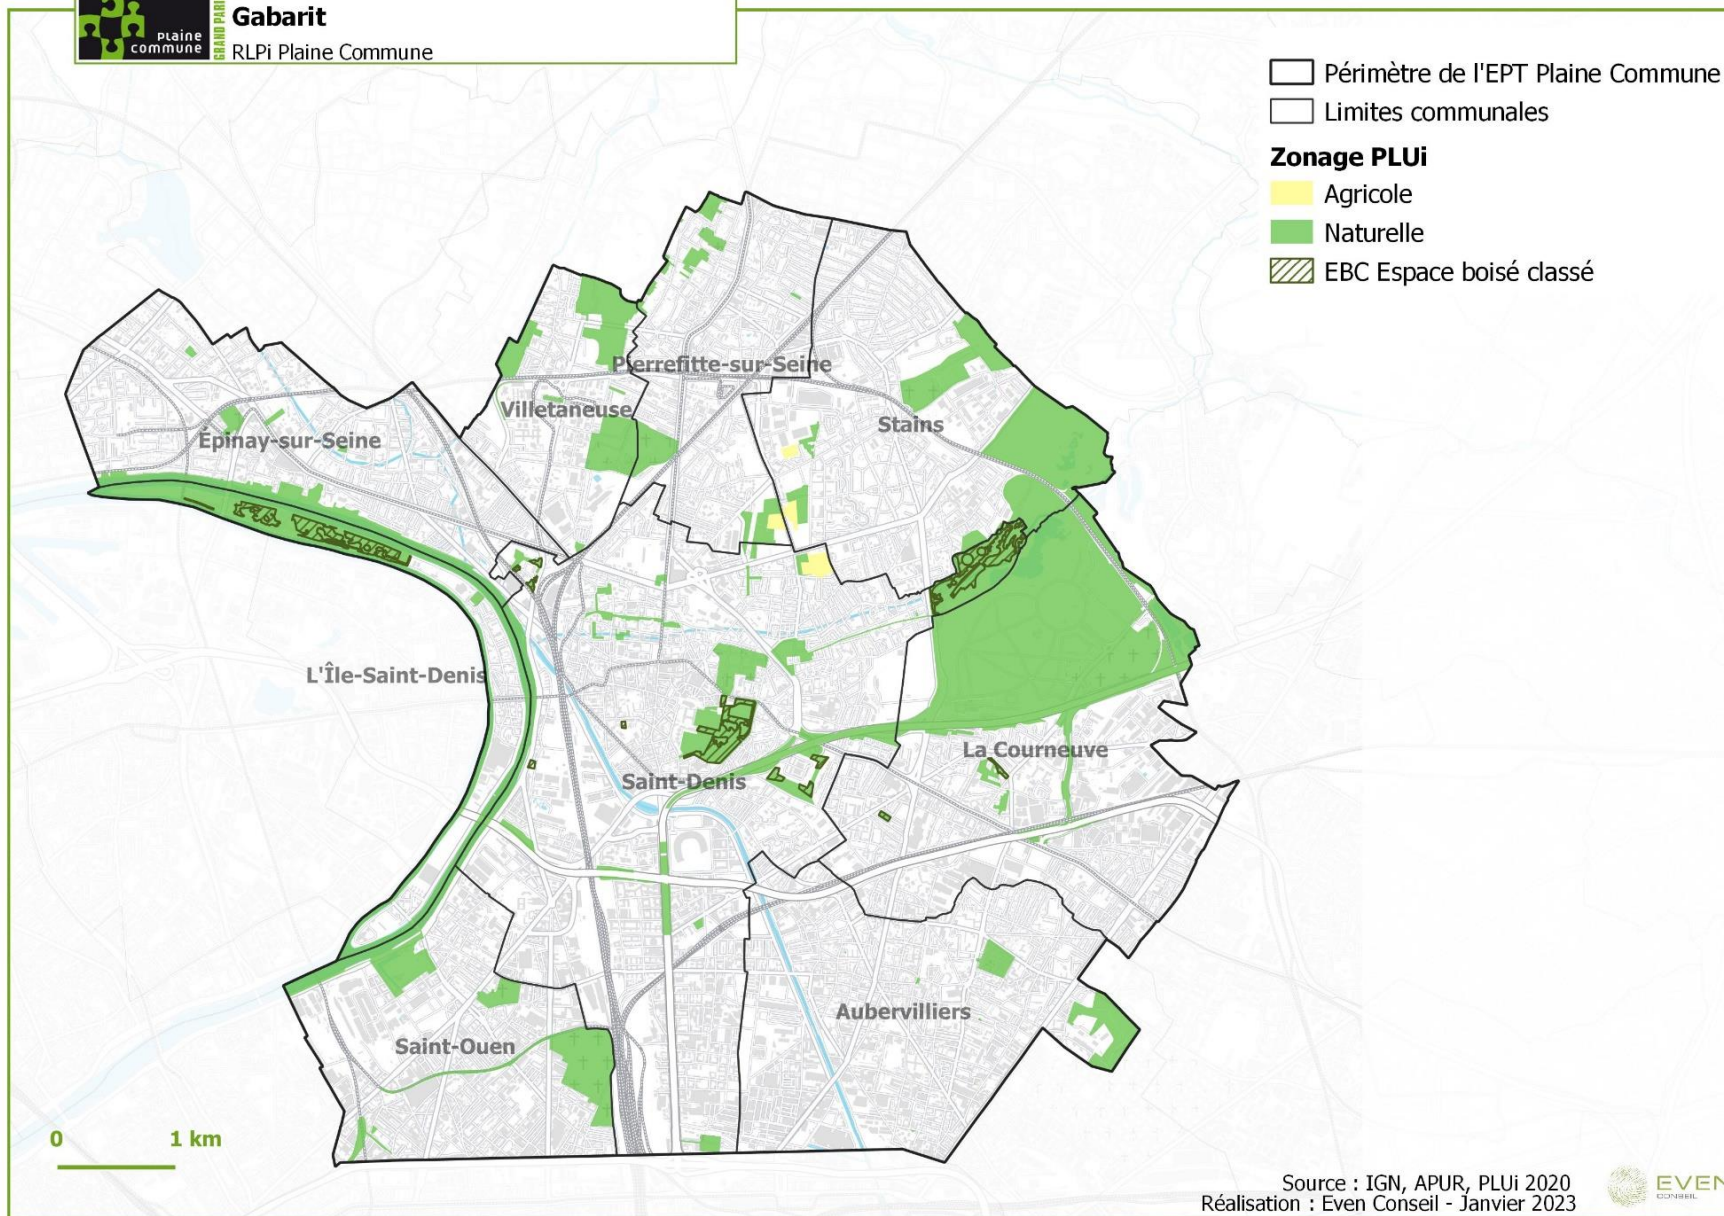 Plaine
commune
GRAND PARIS
Gabarit
RLPi Plaine Commune
Périmètre de l'EPT Plaine Commune
Limites communales
Zonage PLUi
Agricole
Naturelle
EBC Espace boisé classé
Pierrefitte-sur-Seine
Villetaneuse
Stains
Épinay-sur-Seine
L'Île-Saint-Denis
La Courneuve
Saint-Denis
Aubervilliers
Saint-Ouen
0 1 km
Source : IGN, APUR, PLUi 2020
Réalisation : Even Conseil - Janvier 2023
EVEN
CONSEIL